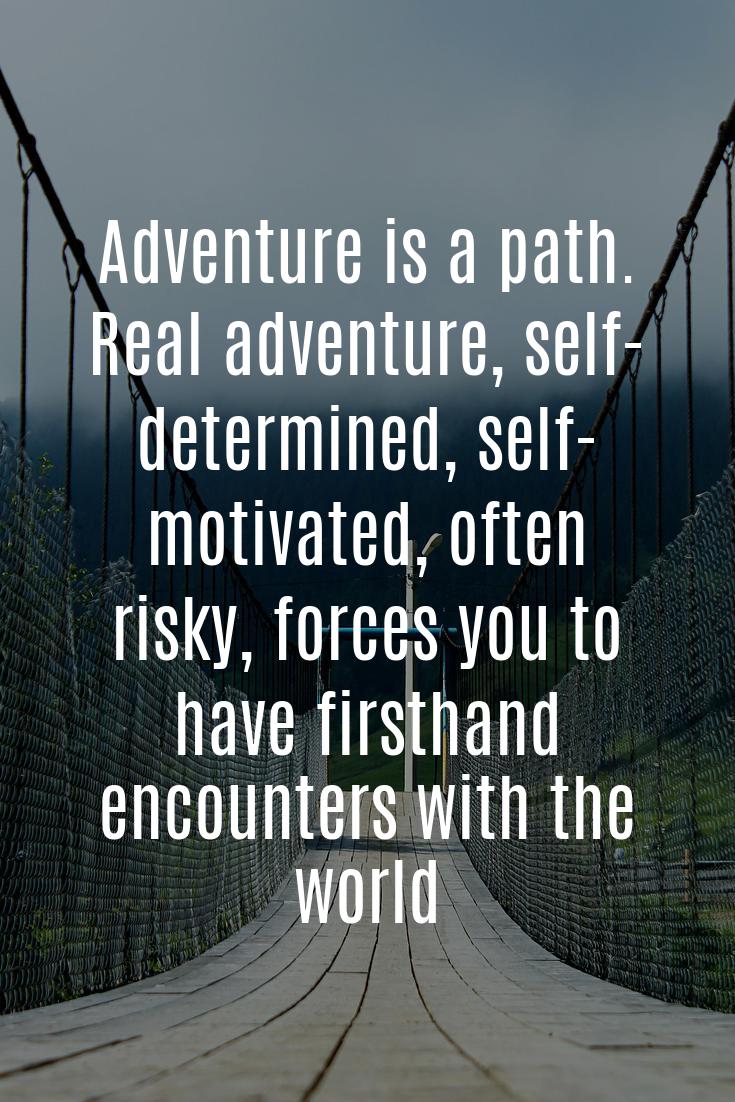 Adventure is a path.
Real adventure, self-
determined, self-
motivated, often
risky, forces you to
have firsthand
encounters with the
world